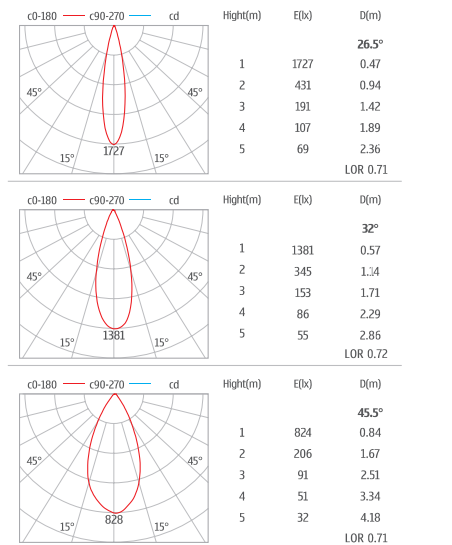 c0-180 — c90-270 — cd Hight(m) E(lx) D(m)
26.5°
1 1727 0.47
2 431 0.94
45° 45°
3 191 1.42
4 107 1.89
1727
5 69 2.36
15° 15°
LOR 0.71
c0-180 — c90-270 — cd Hight(m) E(lx) D(m)
32°
1 1381 0.57
2 345 1.14
45° 45°
3 153 1.71
4 86 2.29
1381
5 55 2.86
15° 15°
LOR 0.72
c0-180 — c90-270 — cd Hight(m) E(lx) D(m)
45.5°
1 824 0.84
2 206 1.67
45° 45°
3 91 2.51
4 51 3.34
828
5 32 4.18
15° 15°
LOR 0.71